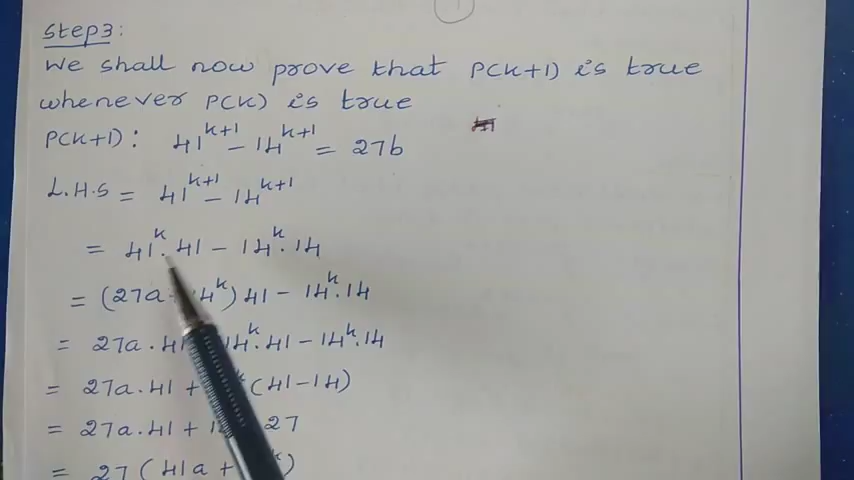 Step3:
We shall now prove that P(k+1) is true
whenever P(k) is true
P(k+1): 41^{k+1} - 14^{k+1} = 27b
L.H.S = 41^{k+1} - 14^{k+1}
= 41^k . 41 - 14^k . 14
= (27a 4^k) 41 - 14^k . 14
= 27a . 41 14^k . 41 - 14^k . 14
= 27a . 41 + (41 - 14)
= 27a . 41 + 27
= 27 (41a + )